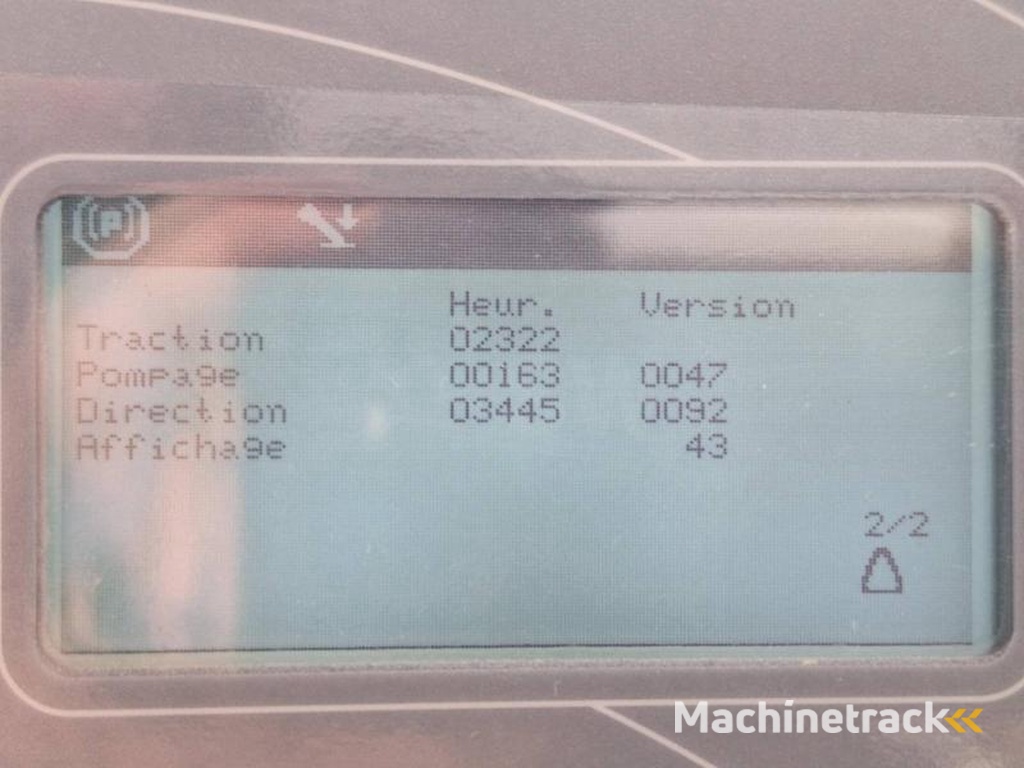 P
Heur. Version
Traction 02322
Pompage 00163 0047
Direction 03445 0092
Affichage 43
2/2
Machinetrack